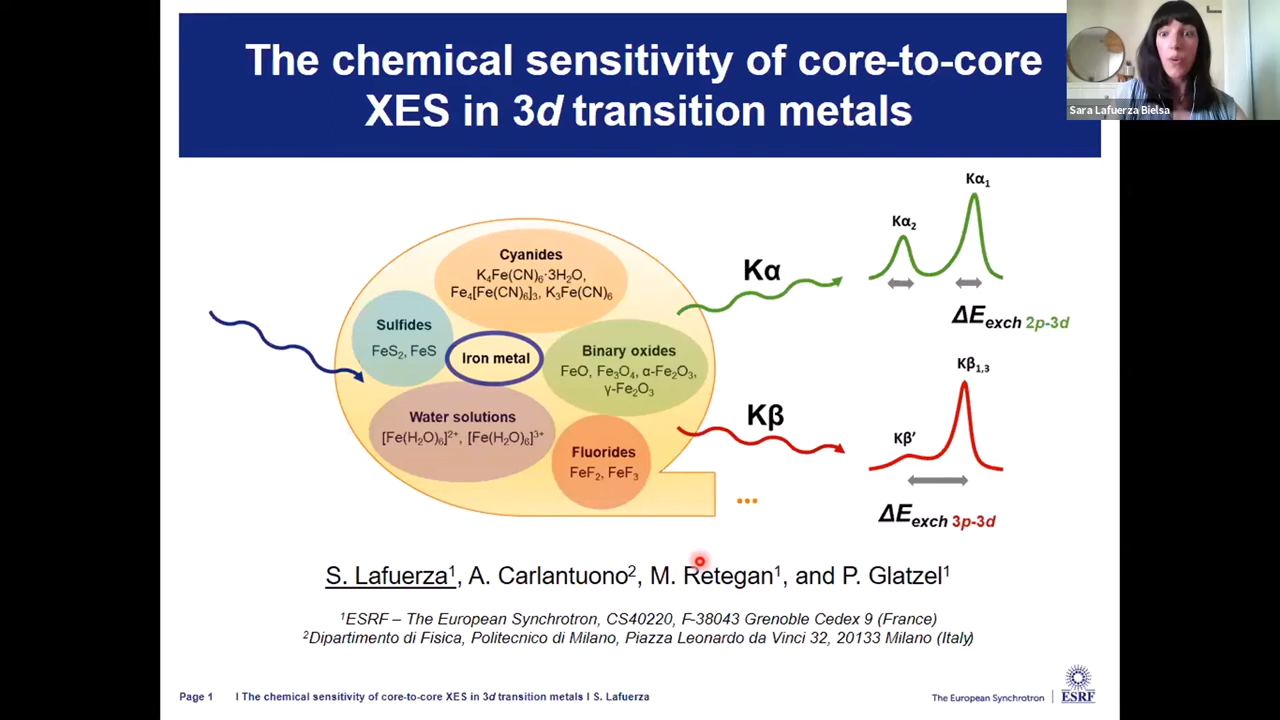 The chemical sensitivity of core-to-core
XES in 3d transition metals
Sara Lafuerza Bielsa
Cyanides
K₄Fe(CN)₆·3H₂O,
Fe₄[Fe(CN)₆]₃, K₃Fe(CN)₆
Sulfides
FeS₂, FeS
Iron metal
Binary oxides
FeO, Fe₃O₄, α-Fe₂O₃,
γ-Fe₂O₃
Water solutions
[Fe(H₂O)₆]²⁺, [Fe(H₂O)₆]³⁺
Fluorides
FeF₂, FeF₃
...
Kα
Kα₂
Kα₁
ΔE exch 2p-3d
Kβ
Kβ₁,₃
Kβ'
ΔE exch 3p-3d
S. Lafuerza¹, A. Carlantuono², M. Retegan¹, and P. Glatzel¹
¹ESRF – The European Synchrotron, CS40220, F-38043 Grenoble Cedex 9 (France)
²Dipartimento di Fisica, Politecnico di Milano, Piazza Leonardo da Vinci 32, 20133 Milano (Italy)
Page 1 I The chemical sensitivity of core-to-core XES in 3d transition metals I S. Lafuerza
The European Synchrotron
ESRF